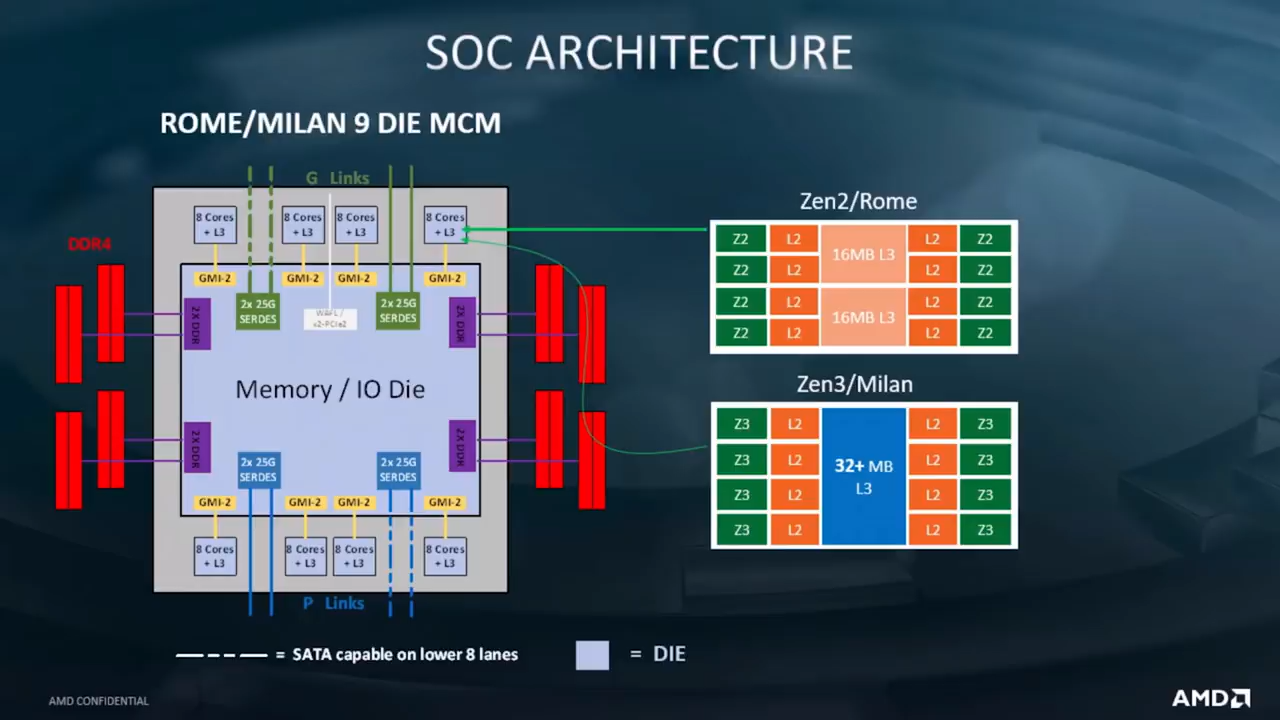 SOC ARCHITECTURE
ROME/MILAN 9 DIE MCM
G Links
8 Cores
+ L3
8 Cores
+ L3
8 Cores
+ L3
8 Cores
+ L3
DDR4
GMI-2
GMI-2
GMI-2
GMI-2
2X DDR
2x 25G
SERDES
WAFL /
x2-PCIe2
2x 25G
SERDES
2X DDR
Memory / IO Die
2X DDR
2x 25G
SERDES
2x 25G
SERDES
2X DDR
GMI-2
GMI-2
GMI-2
GMI-2
8 Cores
+ L3
8 Cores
+ L3
8 Cores
+ L3
8 Cores
+ L3
P Links
= SATA capable on lower 8 lanes
= DIE
Zen2/Rome
Z2 L2 16MB L3 L2 Z2
Z2 L2 L2 Z2
Z2 L2 16MB L3 L2 Z2
Z2 L2 L2 Z2
Zen3/Milan
Z3 L2 L2 Z3
Z3 L2 32+ MB L2 Z3
L3
Z3 L2 L2 Z3
Z3 L2 L2 Z3
AMD CONFIDENTIAL
AMD